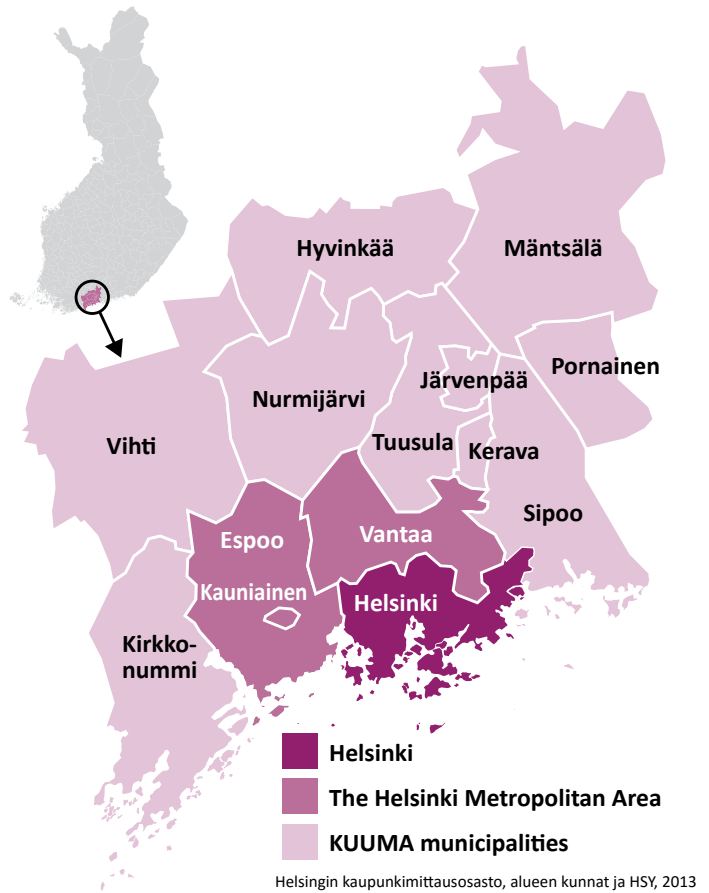 Hyvinkää
Mäntsälä
Pornainen
Järvenpää
Nurmijärvi
Vihti
Tuusula
Kerava
Sipoo
Espoo
Vantaa
Kauniainen
Helsinki
Kirkko-
nummi
Helsinki
The Helsinki Metropolitan Area
KUUMA municipalities
Helsingin kaupunkimittausosasto, alueen kunnat ja HSY, 2013